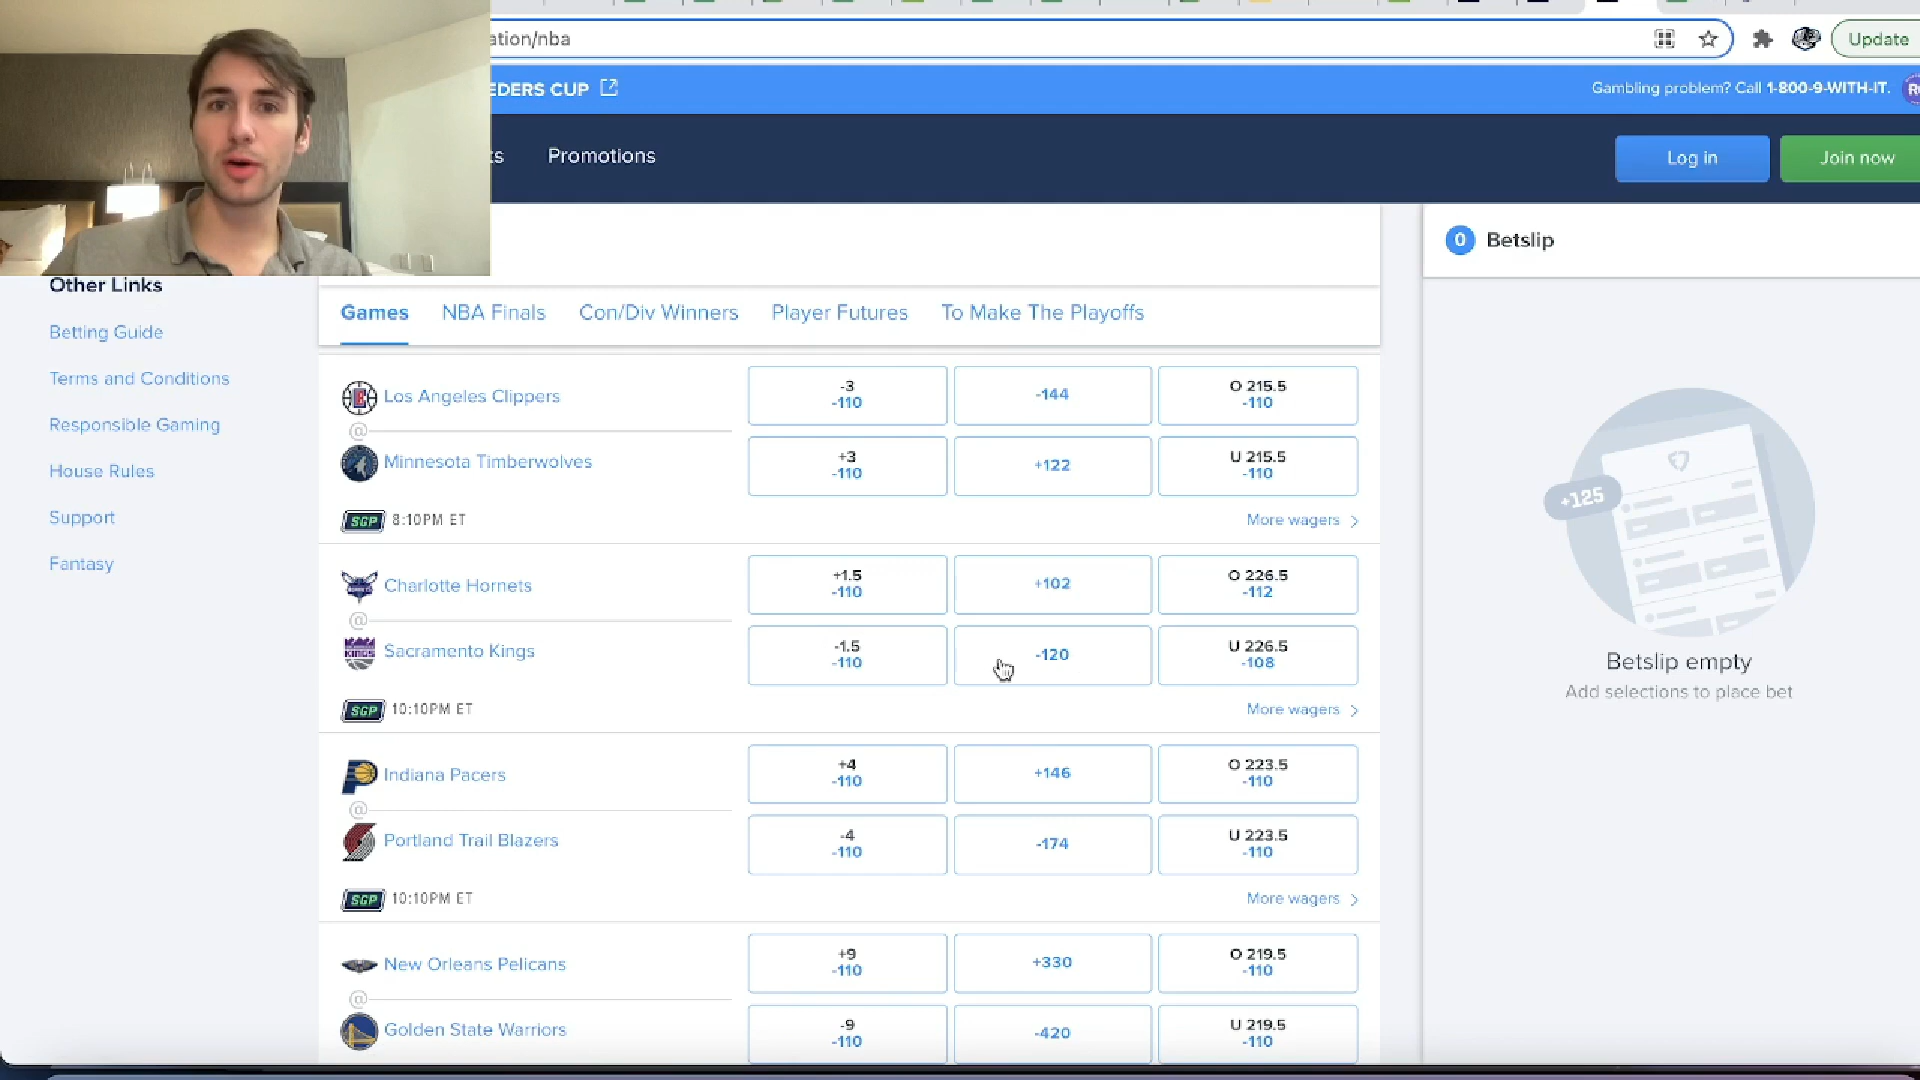 ation/nba
Update
EDERS CUP
Gambling problem? Call 1-800-9-WITH-IT.
Promotions
Log in
Join now
0 Betslip
Other Links
Betting Guide
Terms and Conditions
Responsible Gaming
House Rules
Support
Fantasy
Games NBA Finals Con/Div Winners Player Futures To Make The Playoffs
Los Angeles Clippers
-3
-110
-144
O 215.5
-110
@
Minnesota Timberwolves
+3
-110
+122
U 215.5
-110
SGP 8:10PM ET
More wagers
Charlotte Hornets
+1.5
-110
+102
O 226.5
-112
@
Sacramento Kings
-1.5
-110
-120
U 226.5
-108
SGP 10:10PM ET
More wagers
Indiana Pacers
+4
-110
+146
O 223.5
-110
@
Portland Trail Blazers
-4
-110
-174
U 223.5
-110
SGP 10:10PM ET
More wagers
New Orleans Pelicans
+9
-110
+330
O 219.5
-110
@
Golden State Warriors
-9
-110
-420
U 219.5
-110
+125
Betslip empty
Add selections to place bet